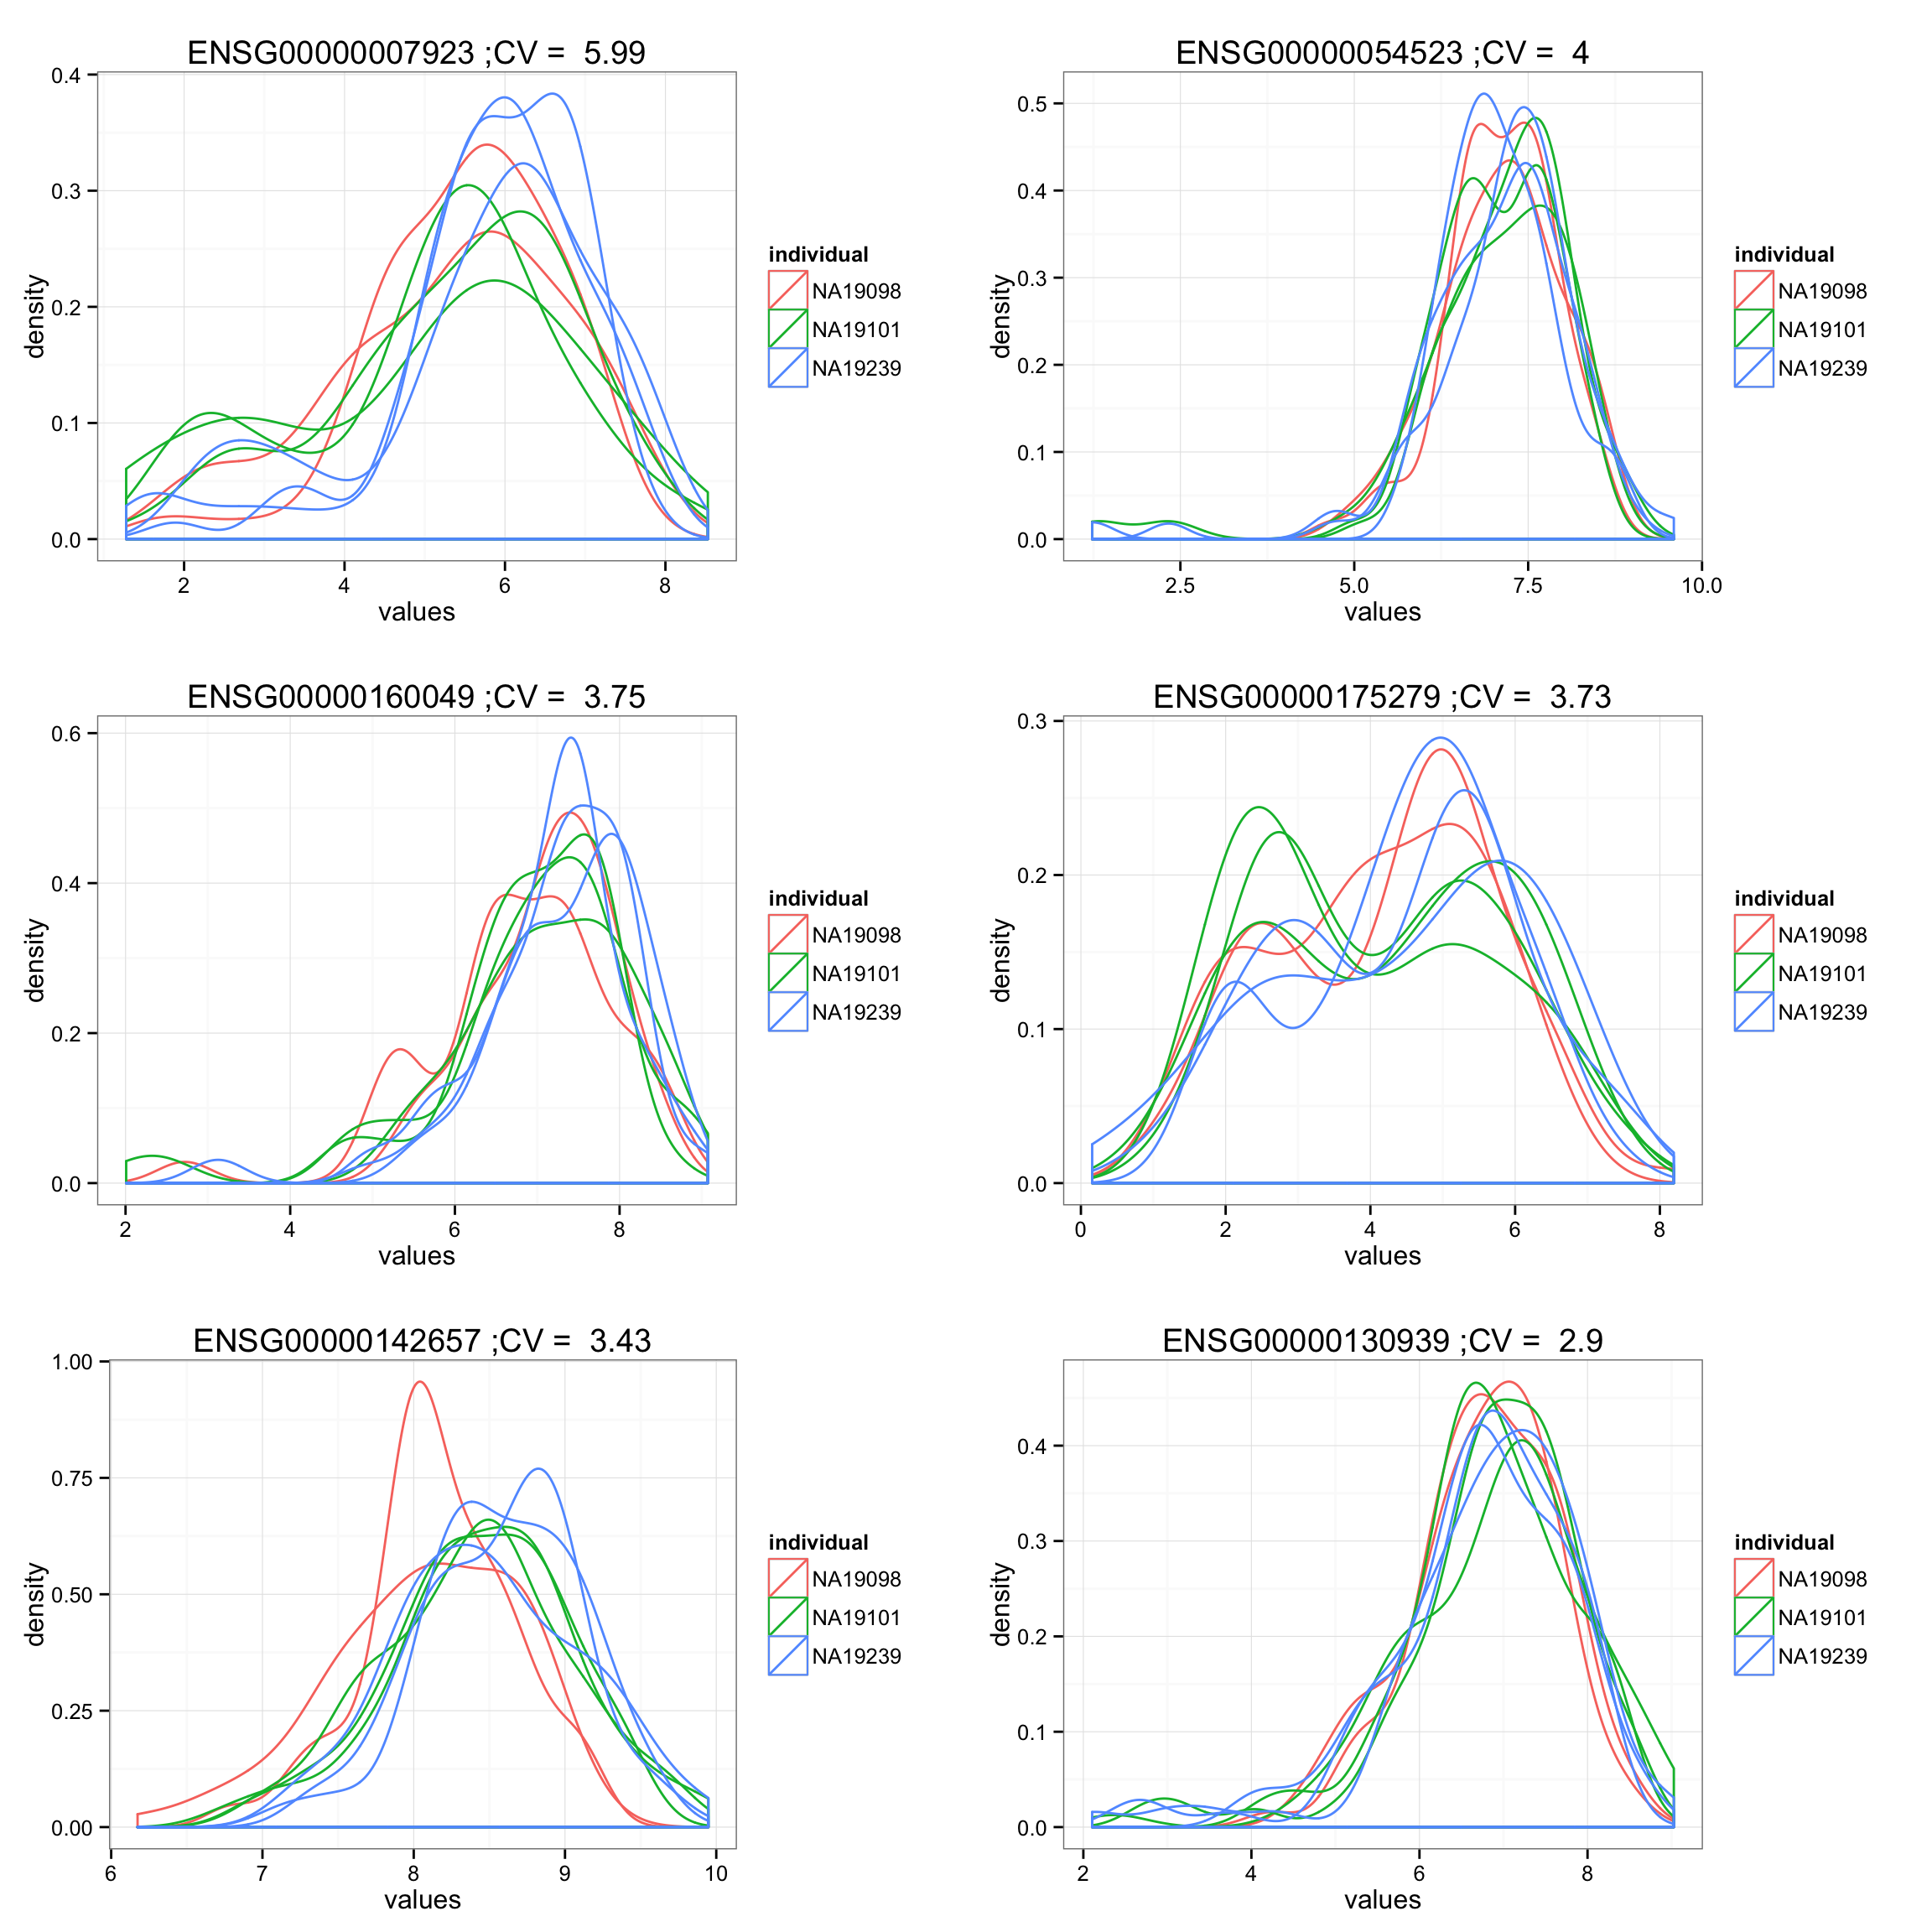 ENSG00000007923 ;CV =  5.99
0.4
0.3
0.2
0.1
0.0
density
2 4 6 8
values
individual
NA19098
NA19101
NA19239
ENSG00000054523 ;CV =  4
0.5
0.4
0.3
0.2
0.1
0.0
density
2.5 5.0 7.5 10.0
values
individual
NA19098
NA19101
NA19239
ENSG00000160049 ;CV =  3.75
0.6
0.4
0.2
0.0
density
2 4 6 8
values
individual
NA19098
NA19101
NA19239
ENSG00000175279 ;CV =  3.73
0.3
0.2
0.1
0.0
density
0 2 4 6 8
values
individual
NA19098
NA19101
NA19239
ENSG00000142657 ;CV =  3.43
1.00
0.75
0.50
0.25
0.00
density
6 7 8 9 10
values
individual
NA19098
NA19101
NA19239
ENSG00000130939 ;CV =  2.9
0.4
0.3
0.2
0.1
0.0
density
2 4 6 8
values
individual
NA19098
NA19101
NA19239